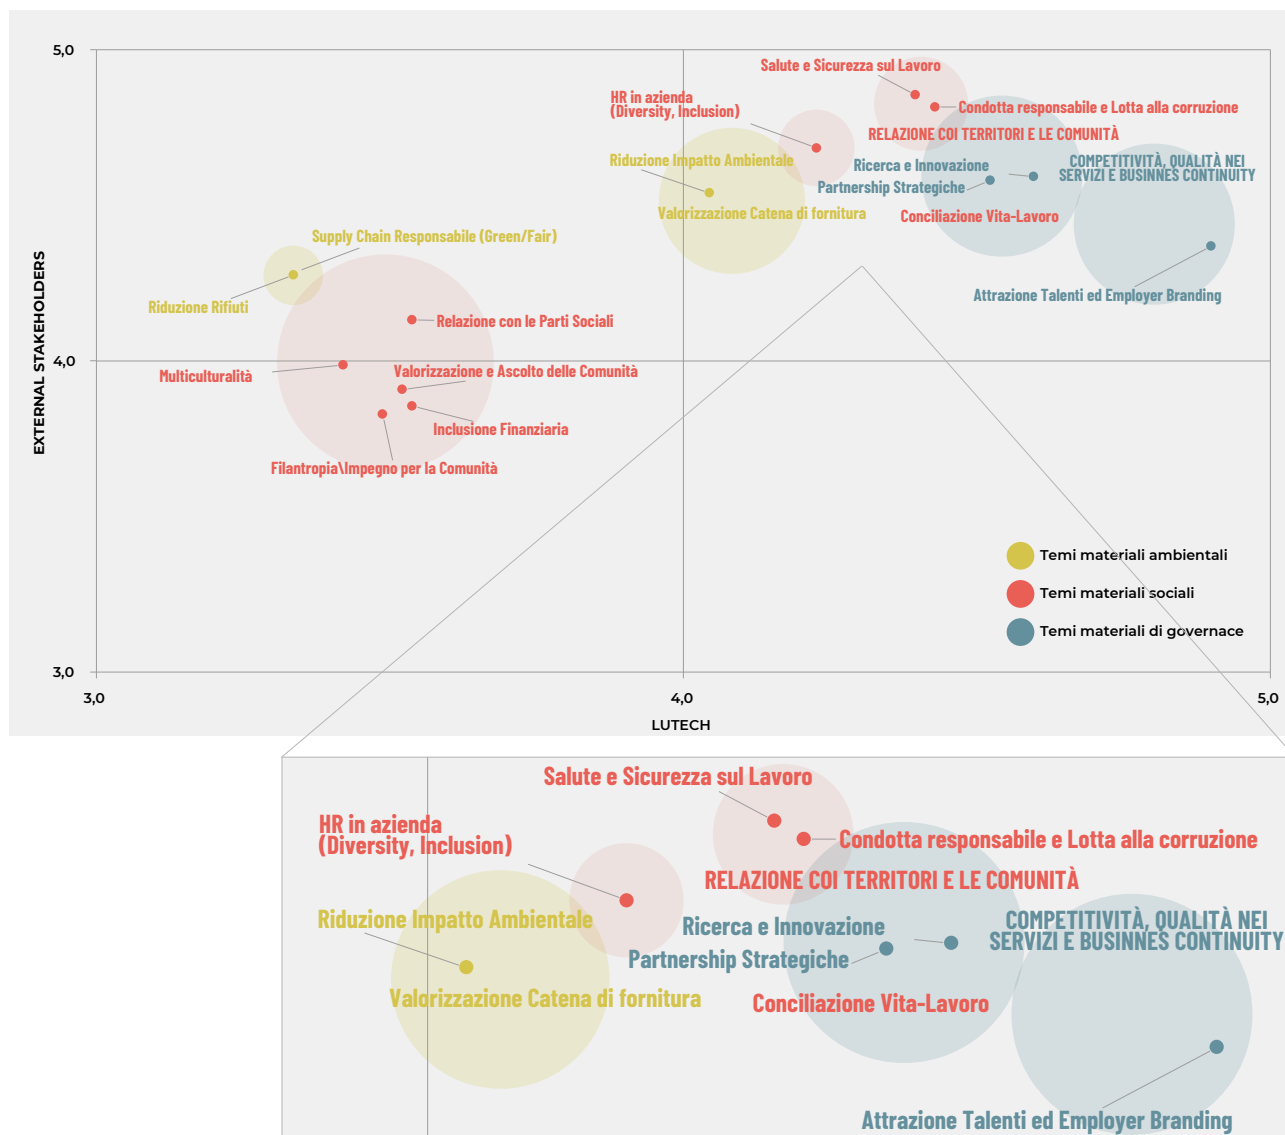 5,0
Salute e Sicurezza sul Lavoro
HR in azienda
(Diversity, Inclusion)
Condotta responsabile e Lotta alla corruzione
RELAZIONE COI TERRITORI E LE COMUNITÀ
Riduzione Impatto Ambientale
Ricerca e Innovazione
COMPETITIVITÀ, QUALITÀ NEI
SERVIZI E BUSINNES CONTINUITY
Partnership Strategiche
Valorizzazione Catena di fornitura
Conciliazione Vita-Lavoro
Supply Chain Responsabile (Green/Fair)
Attrazione Talenti ed Employer Branding
Riduzione Rifiuti
Relazione con le Parti Sociali
EXTERNAL STAKEHOLDERS
4,0
Multiculturalità
Valorizzazione e Ascolto delle Comunità
Inclusione Finanziaria
Filantropia\Impegno per la Comunità
Temi materiali ambientali
Temi materiali sociali
Temi materiali di governace
3,0
3,0
4,0
5,0
LUTECH
Salute e Sicurezza sul Lavoro
HR in azienda
(Diversity, Inclusion)
Condotta responsabile e Lotta alla corruzione
RELAZIONE COI TERRITORI E LE COMUNITÀ
Riduzione Impatto Ambientale
Ricerca e Innovazione
COMPETITIVITÀ, QUALITÀ NEI
SERVIZI E BUSINNES CONTINUITY
Partnership Strategiche
Valorizzazione Catena di fornitura
Conciliazione Vita-Lavoro
Attrazione Talenti ed Employer Branding